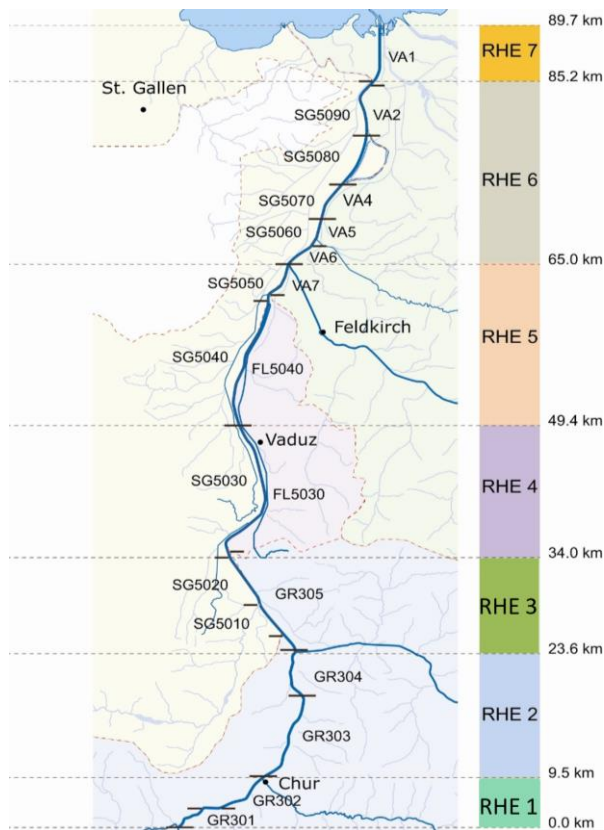 89.7 km
VA1
RHE 7
85.2 km
St. Gallen
SG5090
VA2
SG5080
RHE 6
SG5070
VA4
SG5060
VA5
VA6
65.0 km
SG5050
VA7
Feldkirch
RHE 5
SG5040
FL5040
49.4 km
Vaduz
SG5030
RHE 4
FL5030
34.0 km
SG5020
GR305
RHE 3
SG5010
23.6 km
GR304
RHE 2
GR303
9.5 km
Chur
GR302
RHE 1
GR301
0.0 km